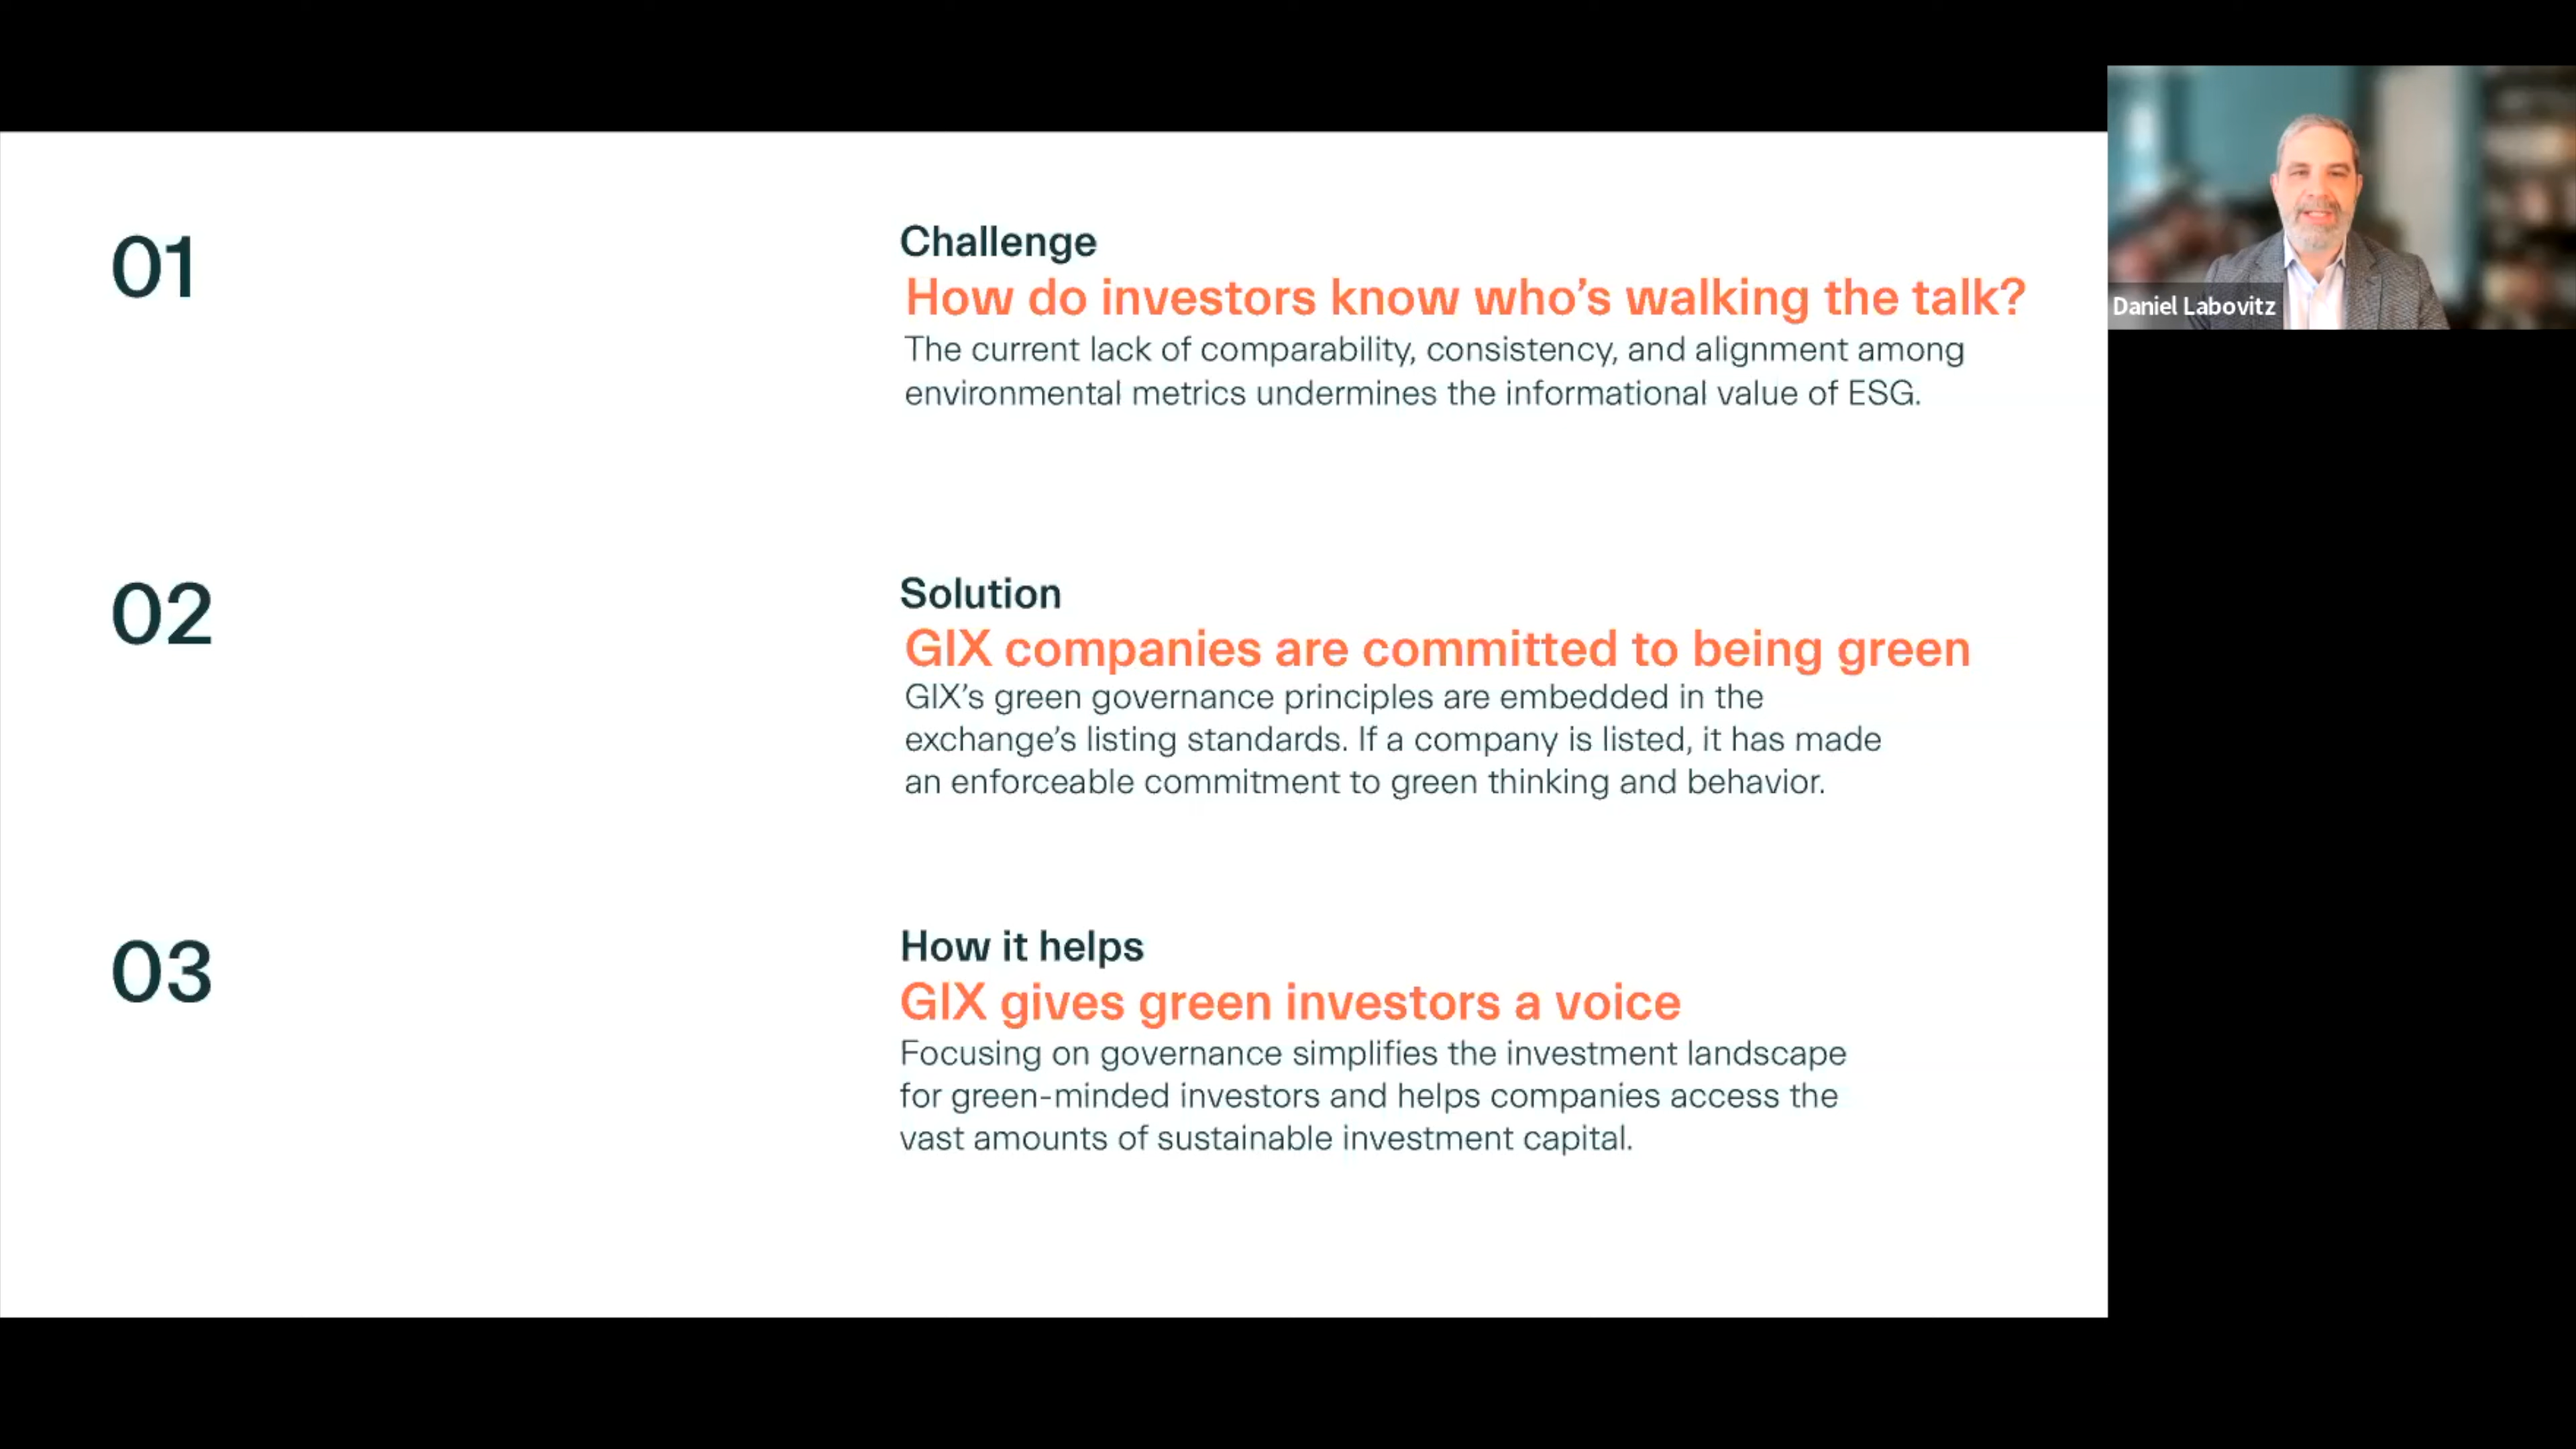 01
Challenge
How do investors know who’s walking the talk?
The current lack of comparability, consistency, and alignment among
environmental metrics undermines the informational value of ESG.
Daniel Labovitz
02
Solution
GIX companies are committed to being green
GIX’s green governance principles are embedded in the
exchange’s listing standards. If a company is listed, it has made
an enforceable commitment to green thinking and behavior.
03
How it helps
GIX gives green investors a voice
Focusing on governance simplifies the investment landscape
for green-minded investors and helps companies access the
vast amounts of sustainable investment capital.